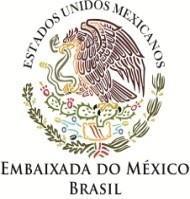 ESTADOS UNIDOS MEXICANOS
EMBAIXADA DO MÉXICO
BRASIL